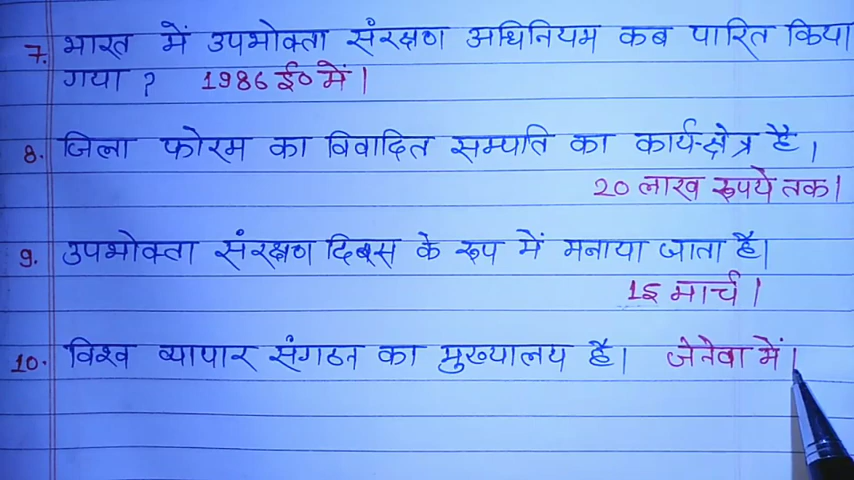 7. भारत में उपभोक्ता संरक्षण अधिनियम कब पारित किया
गया ? 1986 ई० में।
8. जिला फोरम का विवादित सम्पति का कार्य-क्षेत्र है।
20 लाख रुपये तक।
9. उपभोक्ता संरक्षण दिवस के रूप में मनाया जाता है।
15 मार्च।
10. विश्व व्यापार संगठन का मुख्यालय है। जेनेवा में।